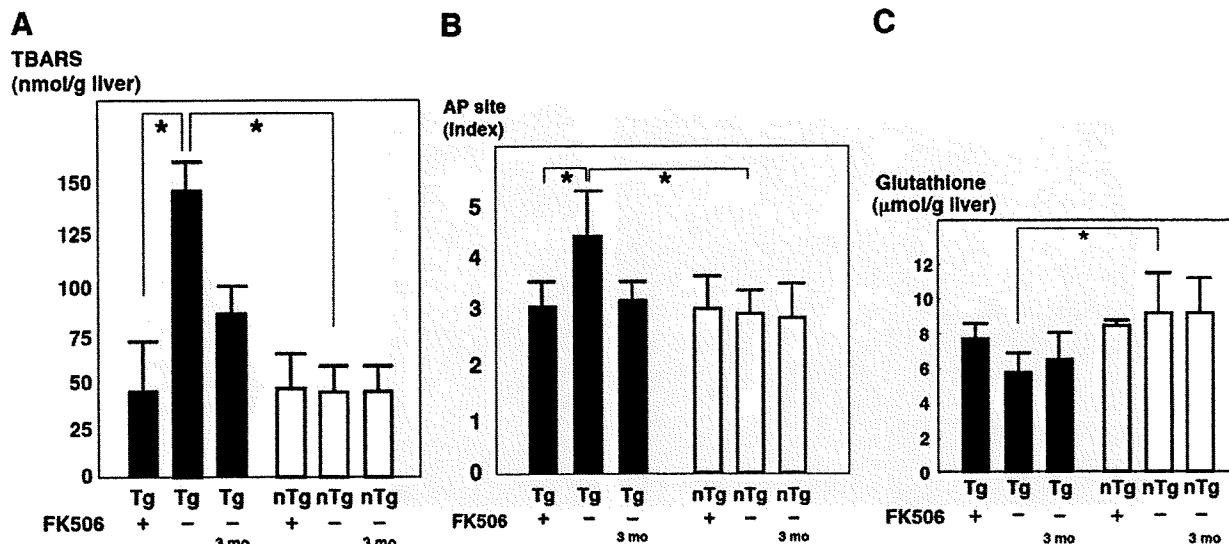 A
TBARS
(nmol/g liver)
* *
150
125
100
75
50
25
0
Tg Tg Tg nTg nTg nTg
FK506 + − − + − −
3 mo 3 mo
B
AP site
(Index)
* *
5
4
3
2
1
0
Tg Tg Tg nTg nTg nTg
FK506 + − − + − −
3 mo 3 mo
C
Glutathione
(μmol/g liver)
*
12
10
8
6
4
2
0
Tg Tg Tg nTg nTg nTg
FK506 + − − + − −
3 mo 3 mo